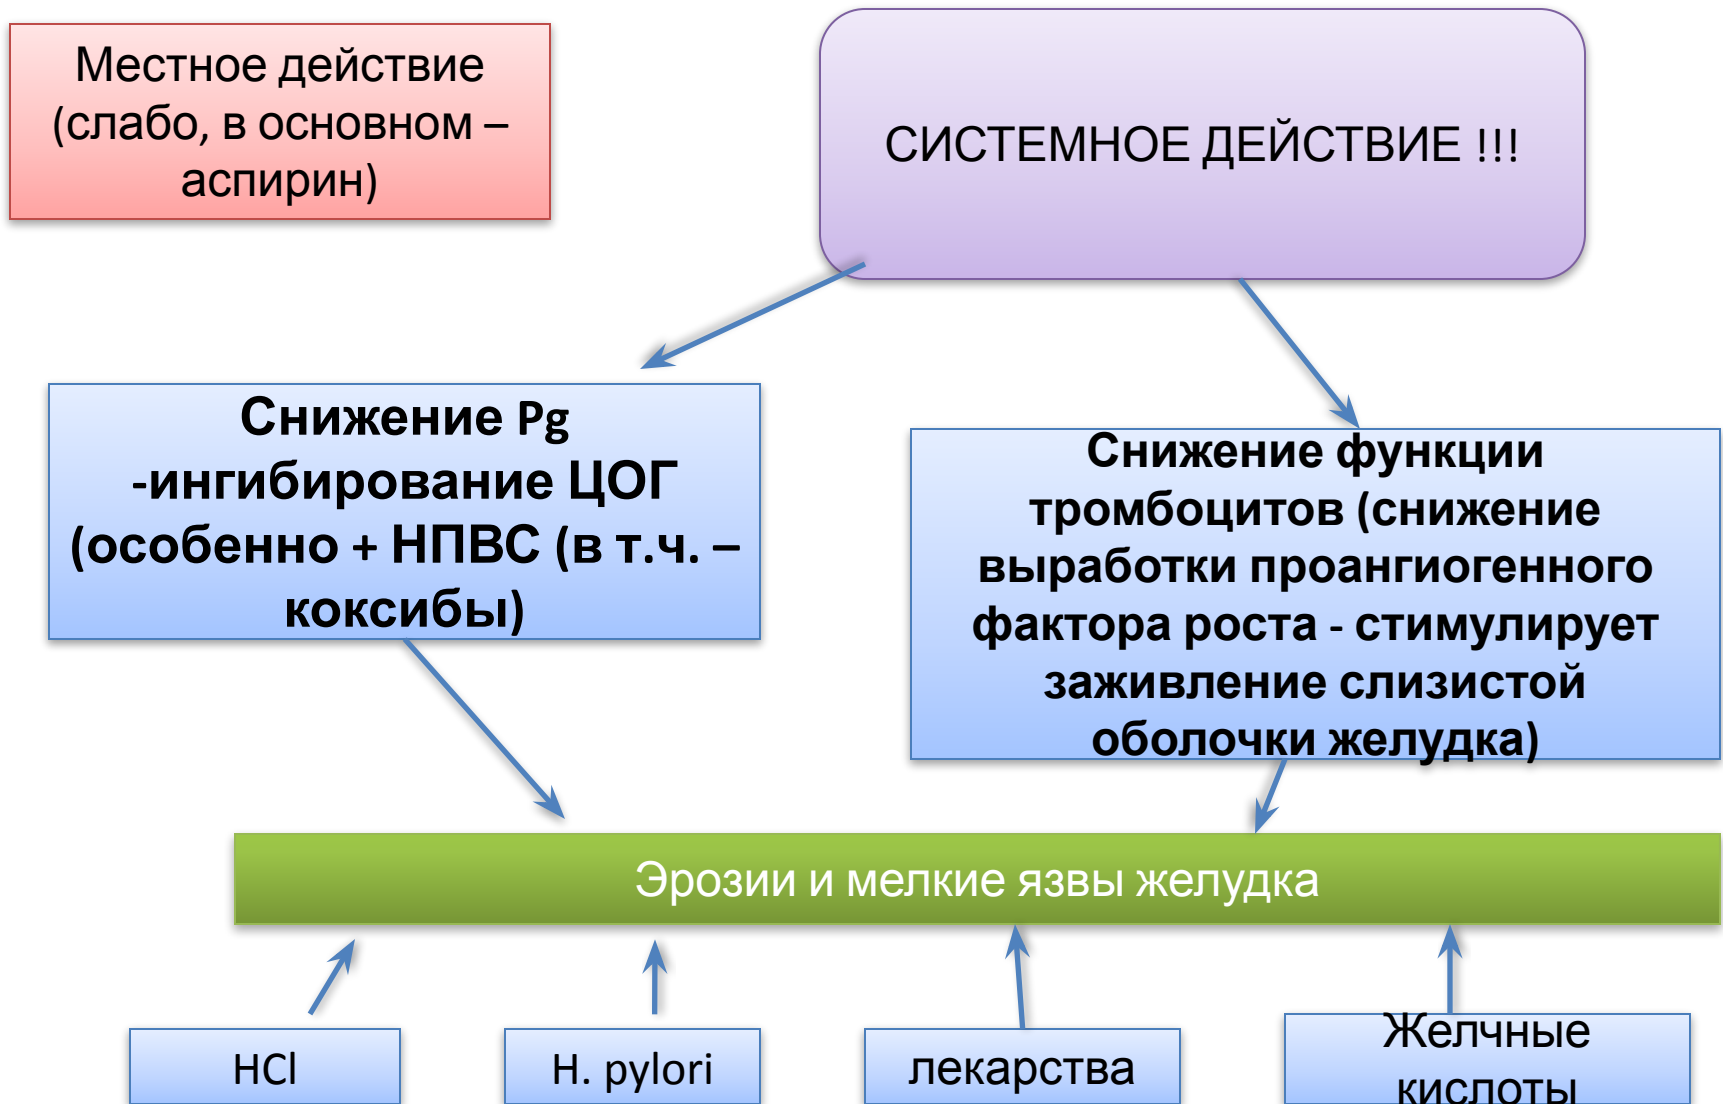 Местное действие
(слабо, в основном –
аспирин)
СИСТЕМНОЕ ДЕЙСТВИЕ !!!
Снижение Pg
-ингибирование ЦОГ
(особенно + НПВС (в т.ч. –
коксибы)
Снижение функции
тромбоцитов (снижение
выработки проангиогенного
фактора роста - стимулирует
заживление слизистой
оболочки желудка)
Эрозии и мелкие язвы желудка
HCl
H. pylori
лекарства
Желчные
кислоты